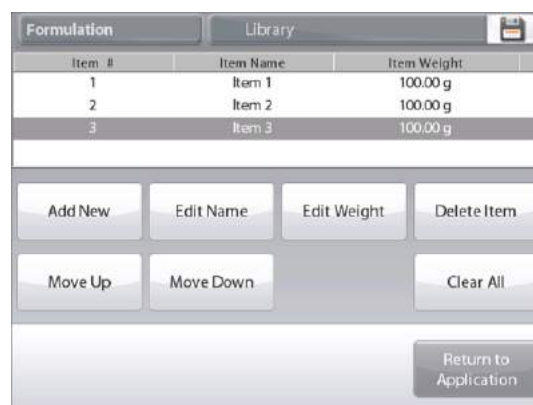 Formulation Library
Item # Item Name Item Weight
1 Item 1 100.00 g
2 Item 2 100.00 g
3 Item 3 100.00 g
Add New Edit Name Edit Weight Delete Item
Move Up Move Down Clear All
Return to
Application